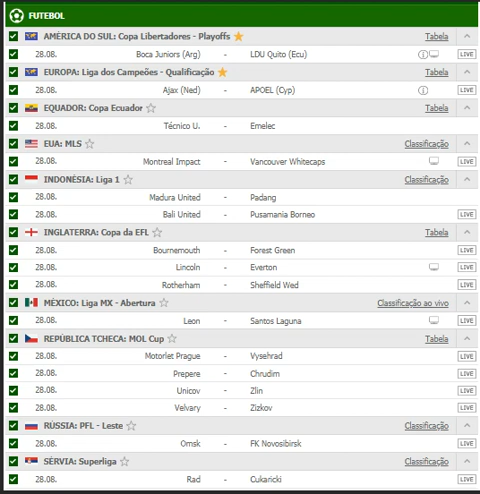 FUTEBOL
AMÉRICA DO SUL: Copa Libertadores - Playoffs Tabela
28.08. Boca Juniors (Arg) - LDU Quito (Ecu) LIVE
EUROPA: Liga dos Campeões - Qualificação Tabela
28.08. Ajax (Ned) - APOEL (Cyp) LIVE
EQUADOR: Copa Ecuador Tabela
28.08. Técnico U. - Emelec
EUA: MLS Classificação
28.08. Montreal Impact - Vancouver Whitecaps LIVE
INDONÉSIA: Liga 1 Classificação
28.08. Madura United - Padang
28.08. Bali United - Pusamania Borneo LIVE
INGLATERRA: Copa da EFL Tabela
28.08. Bournemouth - Forest Green LIVE
28.08. Lincoln - Everton LIVE
28.08. Rotherham - Sheffield Wed LIVE
MÉXICO: Liga MX - Abertura Classificação ao vivo
28.08. Leon - Santos Laguna LIVE
REPÚBLICA TCHECA: MOL Cup Tabela
28.08. Motorlet Prague - Vysehrad LIVE
28.08. Prepere - Chrudim LIVE
28.08. Unicov - Zlin LIVE
28.08. Velvary - Zizkov LIVE
RÚSSIA: PFL - Leste Classificação
28.08. Omsk - FK Novosibirsk LIVE
SÉRVIA: Superliga Classificação
28.08. Rad - Cukaricki LIVE